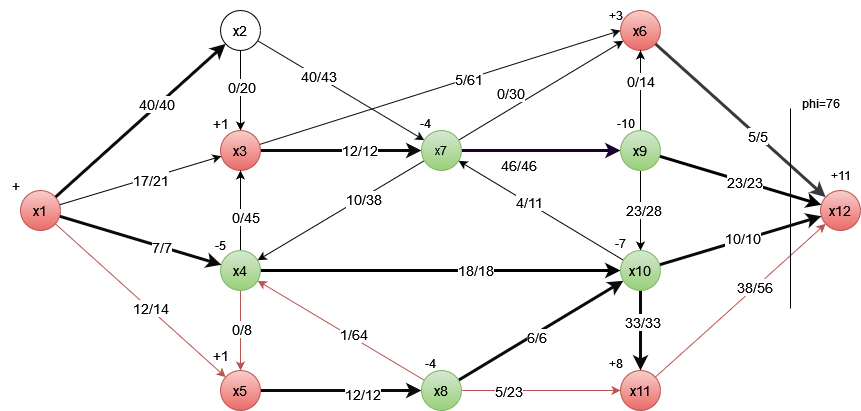 +3
x2
x6
phi=76
40/43
5/61
0/20
0/30
0/14
40/40
+1
-4
-10
5/5
x3
12/12
x7
46/46
x9
+11
+
17/21
23/23
x1
10/38
4/11
23/28
x12
0/45
-5
-7
10/10
7/7
x4
18/18
x10
38/56
12/14
0/8
1/64
6/6
33/33
+1
-4
+8
x5
12/12
x8
5/23
x11